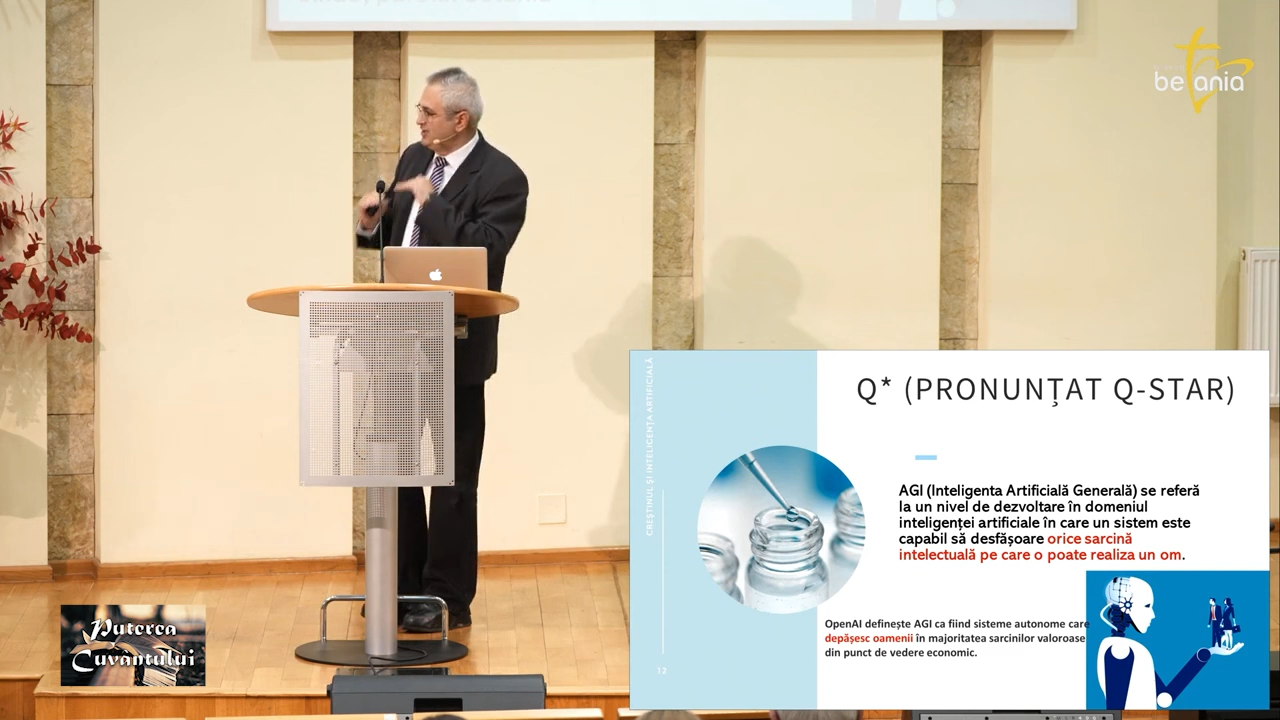 betania
Q* (PRONUNȚAT Q-STAR)
CREȘTINUL ȘI INTELIGENȚA ARTIFICIALĂ
AGI (Inteligenta Artificială Generală) se referă
la un nivel de dezvoltare în domeniul
inteligenței artificiale în care un sistem este
capabil să desfășoare orice sarcină
intelectuală pe care o poate realiza un om.
OpenAI definește AGI ca fiind sisteme autonome care
depășesc oamenii în majoritatea sarcinilor valoroase
din punct de vedere economic.
12
Puterea
Cuvântului